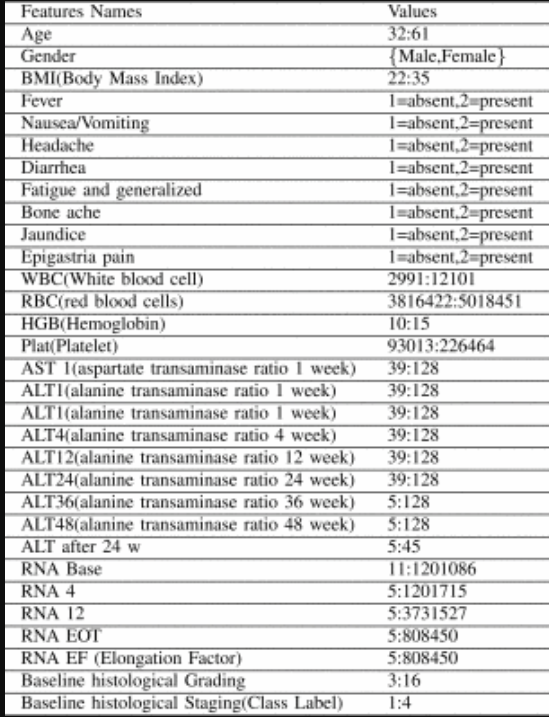 Features Names Values
Age 32:61
Gender {Male,Female}
BMI(Body Mass Index) 22:35
Fever 1=absent,2=present
Nausea/Vomiting 1=absent,2=present
Headache 1=absent,2=present
Diarrhea 1=absent,2=present
Fatigue and generalized 1=absent,2=present
Bone ache 1=absent,2=present
Jaundice 1=absent,2=present
Epigastria pain 1=absent,2=present
WBC(White blood cell) 2991:12101
RBC(red blood cells) 3816422:5018451
HGB(Hemoglobin) 10:15
Plat(Platelet) 93013:226464
AST 1(aspartate transaminase ratio 1 week) 39:128
ALT1(alanine transaminase ratio 1 week) 39:128
ALT1(alanine transaminase ratio 1 week) 39:128
ALT4(alanine transaminase ratio 4 week) 39:128
ALT12(alanine transaminase ratio 12 week) 39:128
ALT24(alanine transaminase ratio 24 week) 39:128
ALT36(alanine transaminase ratio 36 week) 5:128
ALT48(alanine transaminase ratio 48 week) 5:128
ALT after 24 w 5:45
RNA Base 11:1201086
RNA 4 5:1201715
RNA 12 5:3731527
RNA EOT 5:808450
RNA EF (Elongation Factor) 5:808450
Baseline histological Grading 3:16
Baseline histological Staging(Class Label) 1:4